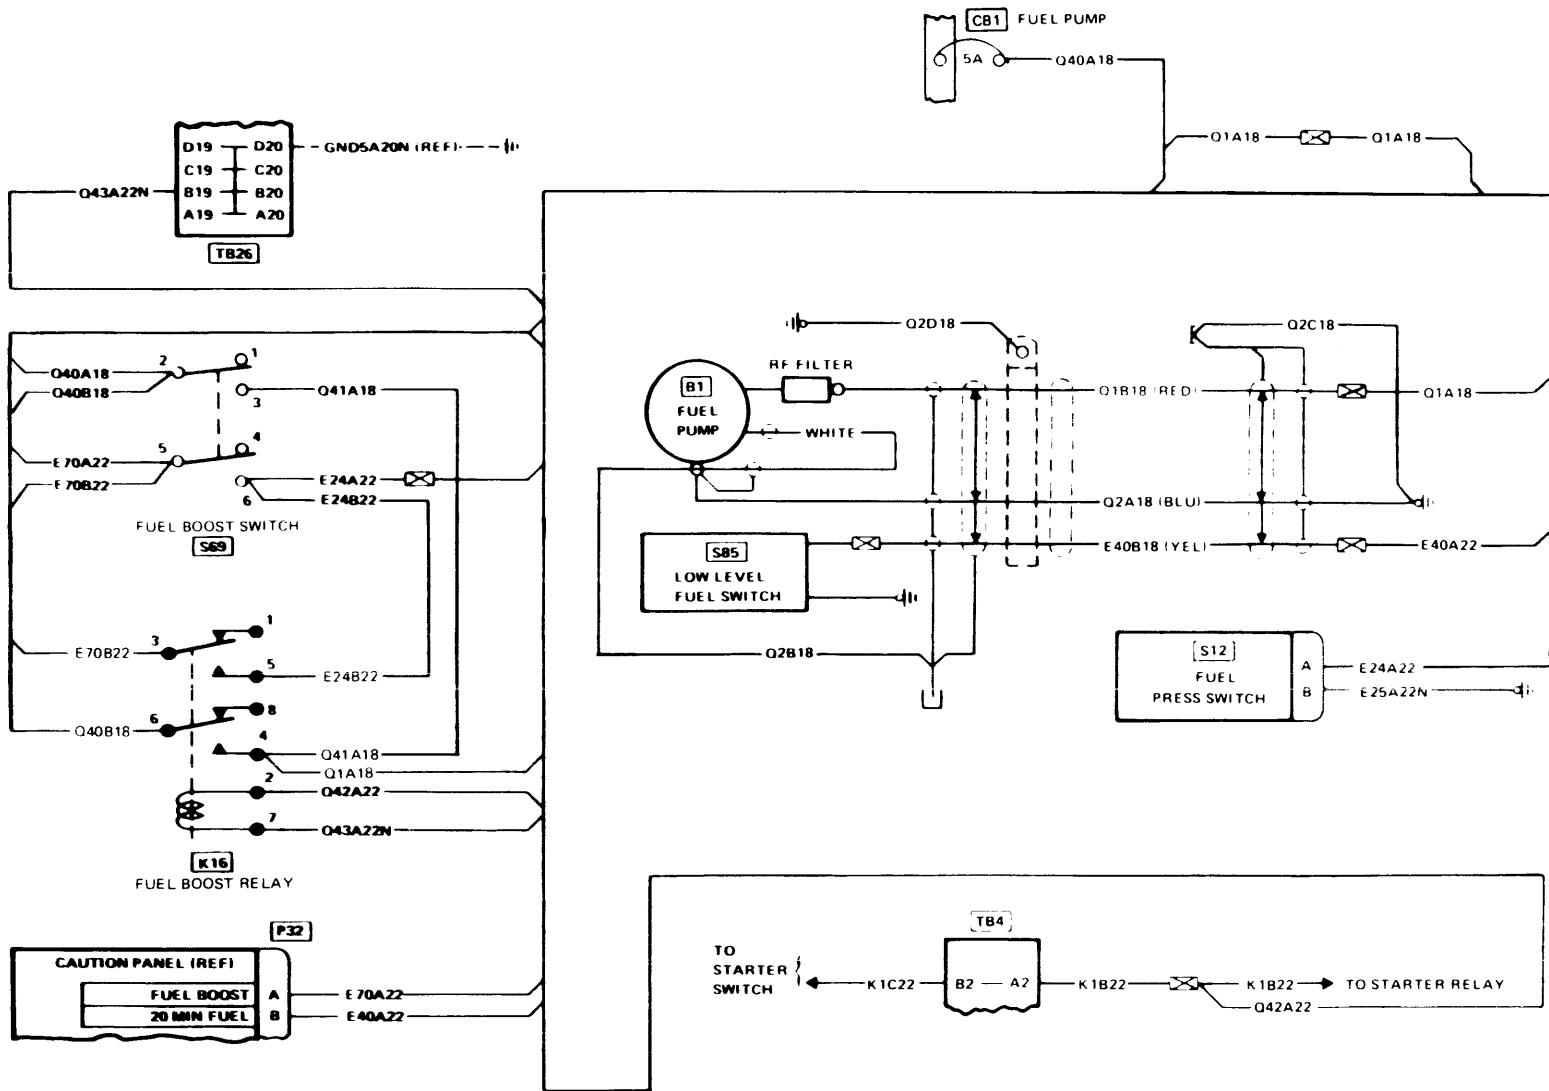 CB1 FUEL PUMP
5A
Q40A18
Q1A18
Q1A18
D19 D20
C19 C20
B19 B20
A19 A20
GND5A20N (REF)
Q43A22N
TB26
2
1
Q40A18
Q40B18
3
Q41A18
4
5
E70A22
E70B22
E24A22
E24B22
6
FUEL BOOST SWITCH
S69
1
3
E70B22
5
E24B22
8
6
Q40B18
4
Q41A18
Q1A18
2
Q42A22
7
Q43A22N
K16
FUEL BOOST RELAY
P32
CAUTION PANEL (REF)
FUEL BOOST A
E70A22
20 MIN FUEL B
E40A22
Q2D18
Q2C18
RF FILTER
B1
FUEL
PUMP
Q1B18 (RED)
Q1A18
WHITE
Q2A18 (BLU)
S85
LOW LEVEL
FUEL SWITCH
E40B18 (YEL)
E40A22
Q2B18
S12
FUEL
PRESS SWITCH
A
E24A22
B
E25A22N
TB4
TO
STARTER
SWITCH
K1C22
B2 A2
K1B22
K1B22
TO STARTER RELAY
Q42A22